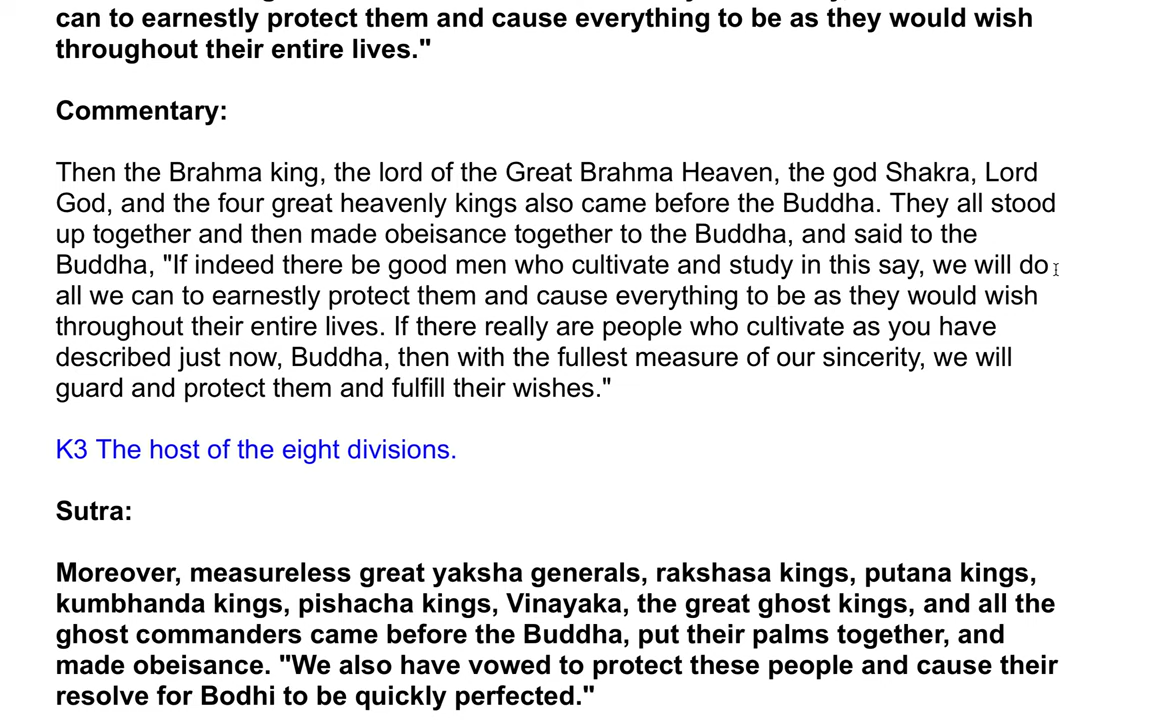 can to earnestly protect them and cause everything to be as they would wish
throughout their entire lives."
Commentary:
Then the Brahma king, the lord of the Great Brahma Heaven, the god Shakra, Lord
God, and the four great heavenly kings also came before the Buddha. They all stood
up together and then made obeisance together to the Buddha, and said to the
Buddha, "If indeed there be good men who cultivate and study in this say, we will do
all we can to earnestly protect them and cause everything to be as they would wish
throughout their entire lives. If there really are people who cultivate as you have
described just now, Buddha, then with the fullest measure of our sincerity, we will
guard and protect them and fulfill their wishes."
K3 The host of the eight divisions.
Sutra:
Moreover, measureless great yaksha generals, rakshasa kings, putana kings,
kumbhanda kings, pishacha kings, Vinayaka, the great ghost kings, and all the
ghost commanders came before the Buddha, put their palms together, and
made obeisance. "We also have vowed to protect these people and cause their
resolve for Bodhi to be quickly perfected."